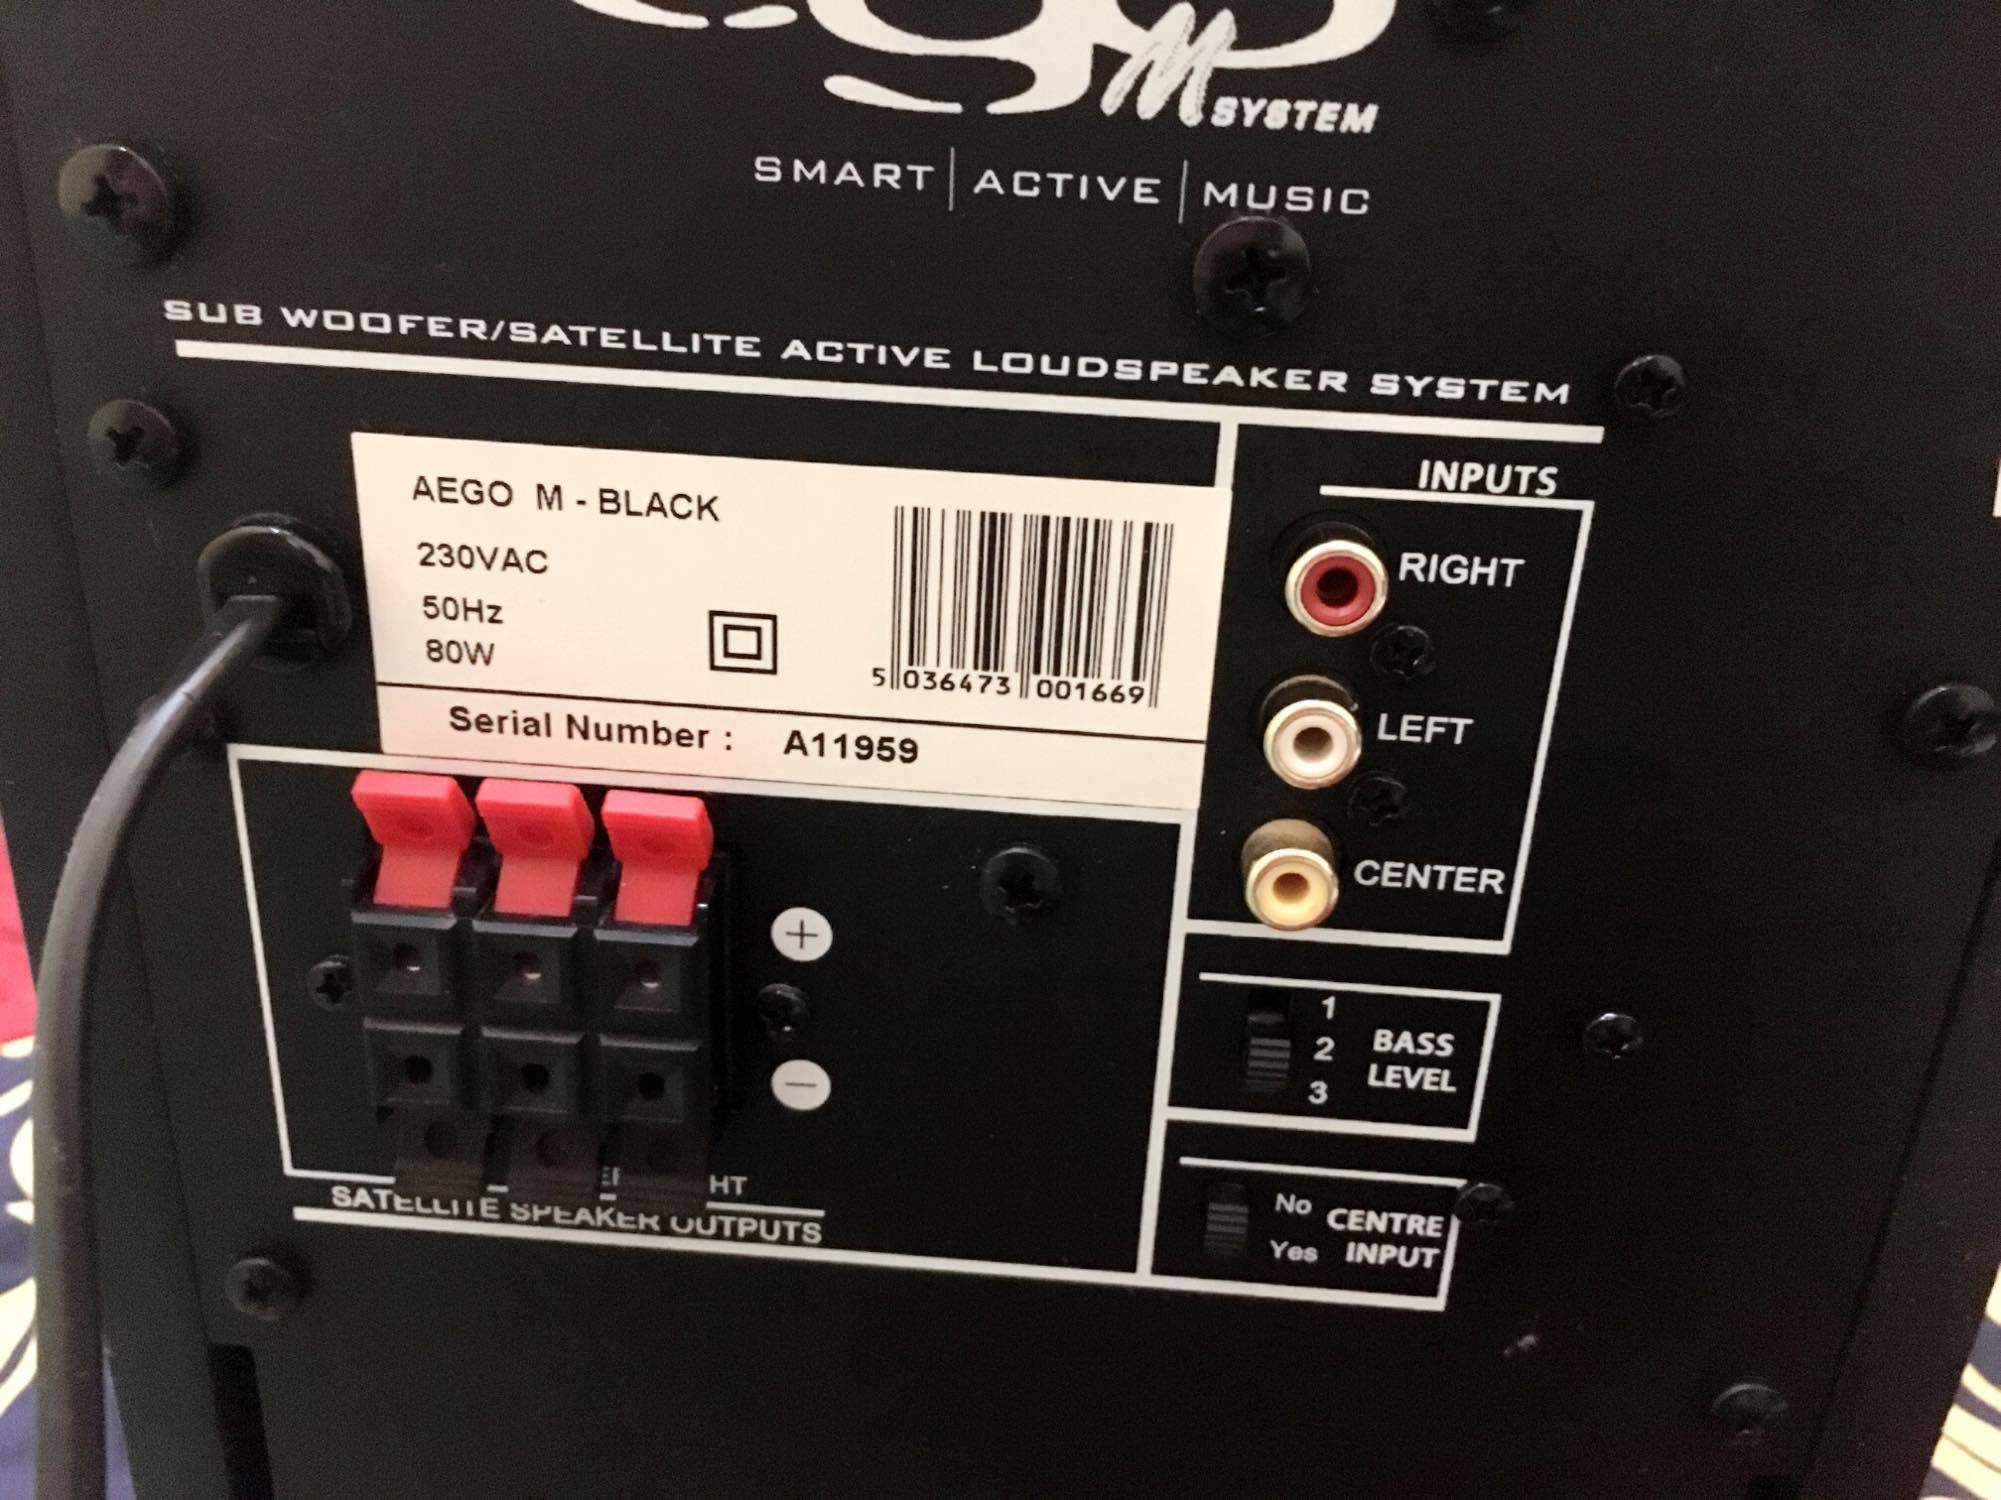 M SYSTEM
SMART | ACTIVE | MUSIC
SUB WOOFER/SATELLITE ACTIVE LOUDSPEAKER SYSTEM
AEGO M - BLACK
230VAC
50Hz
80W
5 036473 001669
Serial Number : A11959
INPUTS
RIGHT
LEFT
CENTER
+
−
1
2
3
BASS
LEVEL
No
Yes
CENTRE
INPUT
SATELLITE SPEAKER OUTPUTS